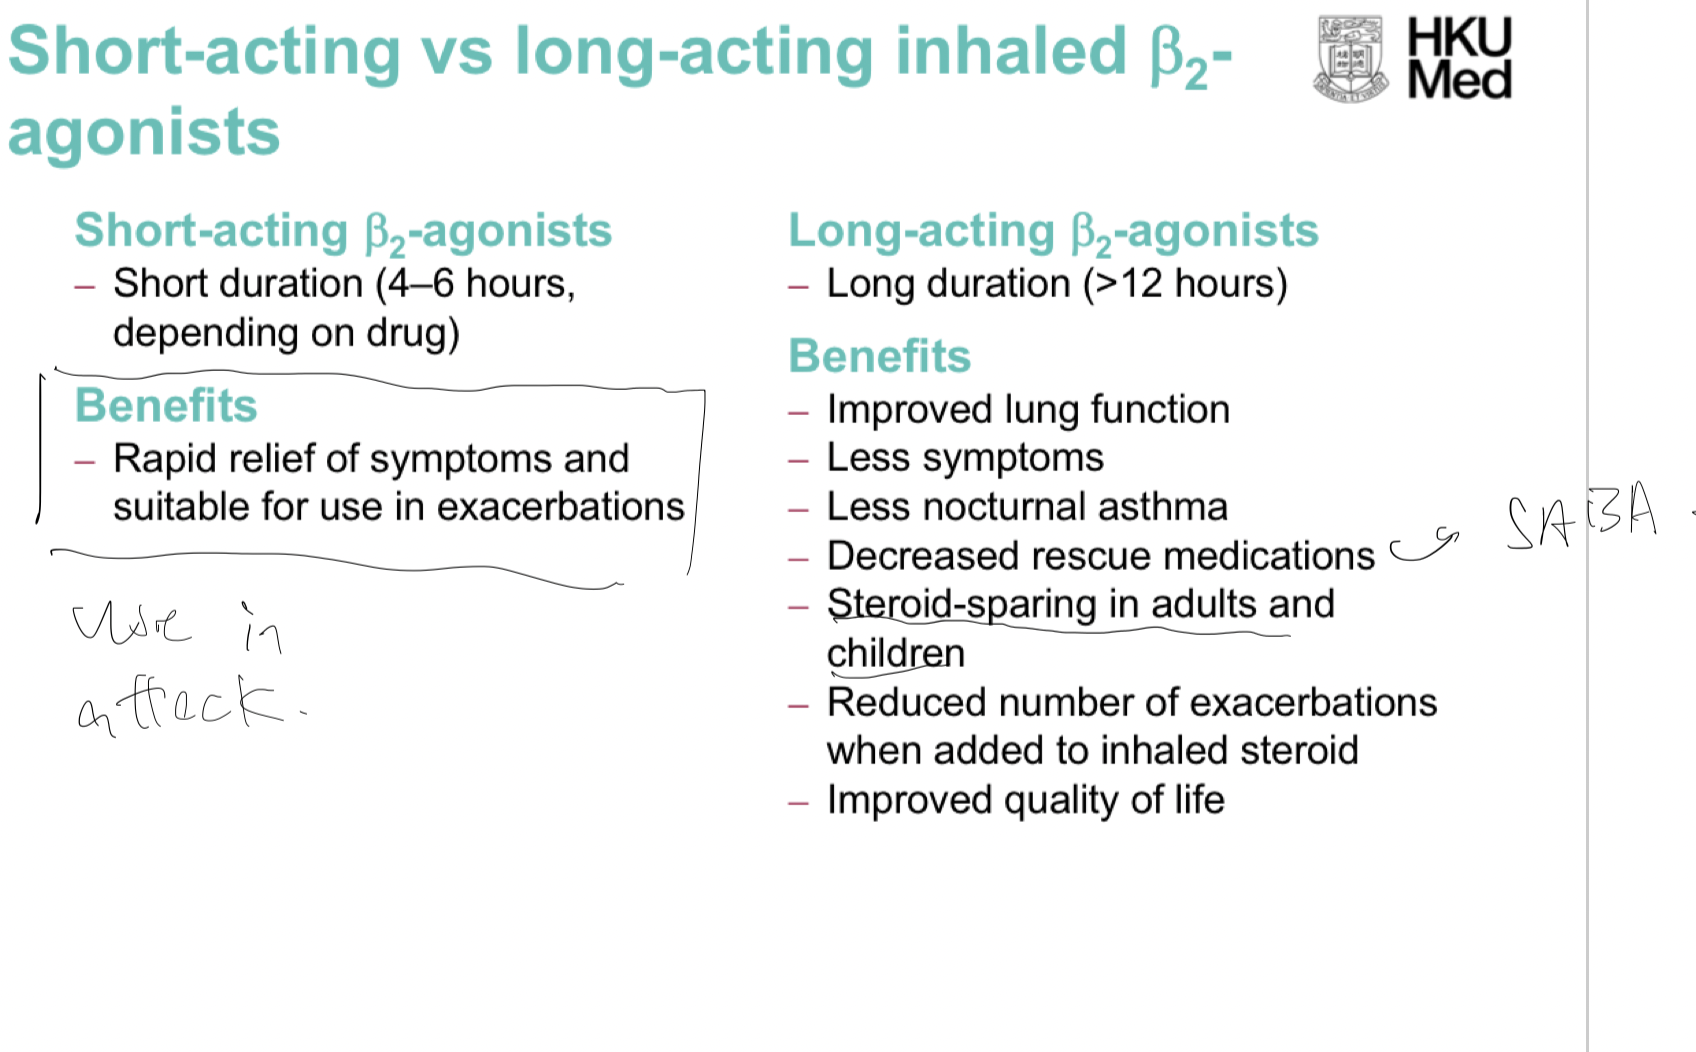 Short-acting vs long-acting inhaled β₂-
agonists
HKU
Med
Short-acting β₂-agonists
– Short duration (4–6 hours,
depending on drug)
Benefits
– Rapid relief of symptoms and
suitable for use in exacerbations
use in
attack.
Long-acting β₂-agonists
– Long duration (>12 hours)
Benefits
– Improved lung function
– Less symptoms
– Less nocturnal asthma
– Decreased rescue medications
SABA
– Steroid-sparing in adults and
children
– Reduced number of exacerbations
when added to inhaled steroid
– Improved quality of life